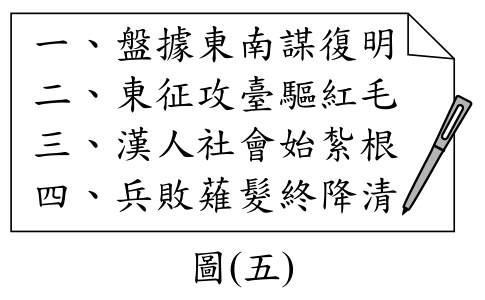 一、盤據東南謀復明
二、東征攻臺驅紅毛
三、漢人社會始紮根
四、兵敗薙髮終降清
圖(五)